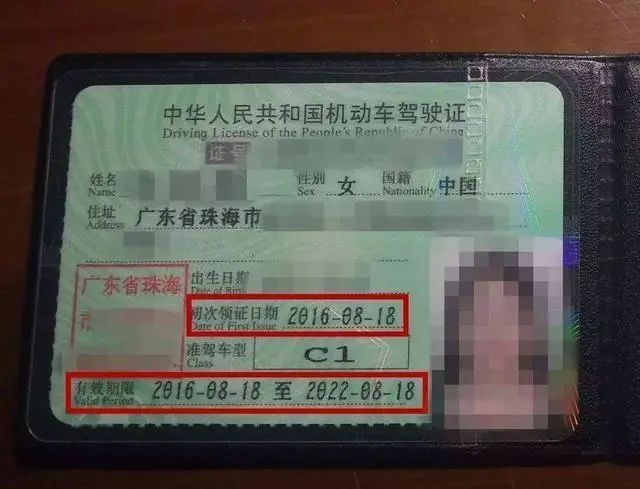 中华人民共和国机动车驾驶证
Driving License of the People's Republic of China
证号
姓名 性别 女 国籍 中国
Name Sex Nationality
住址 广东省珠海市
Address
出生日期
Date of Birth
广东省珠海
市
初次领证日期 2016-08-18
Date of First Issue
准驾车型 C1
Class
有效期限 2016-08-18 至 2022-08-18
Valid Period